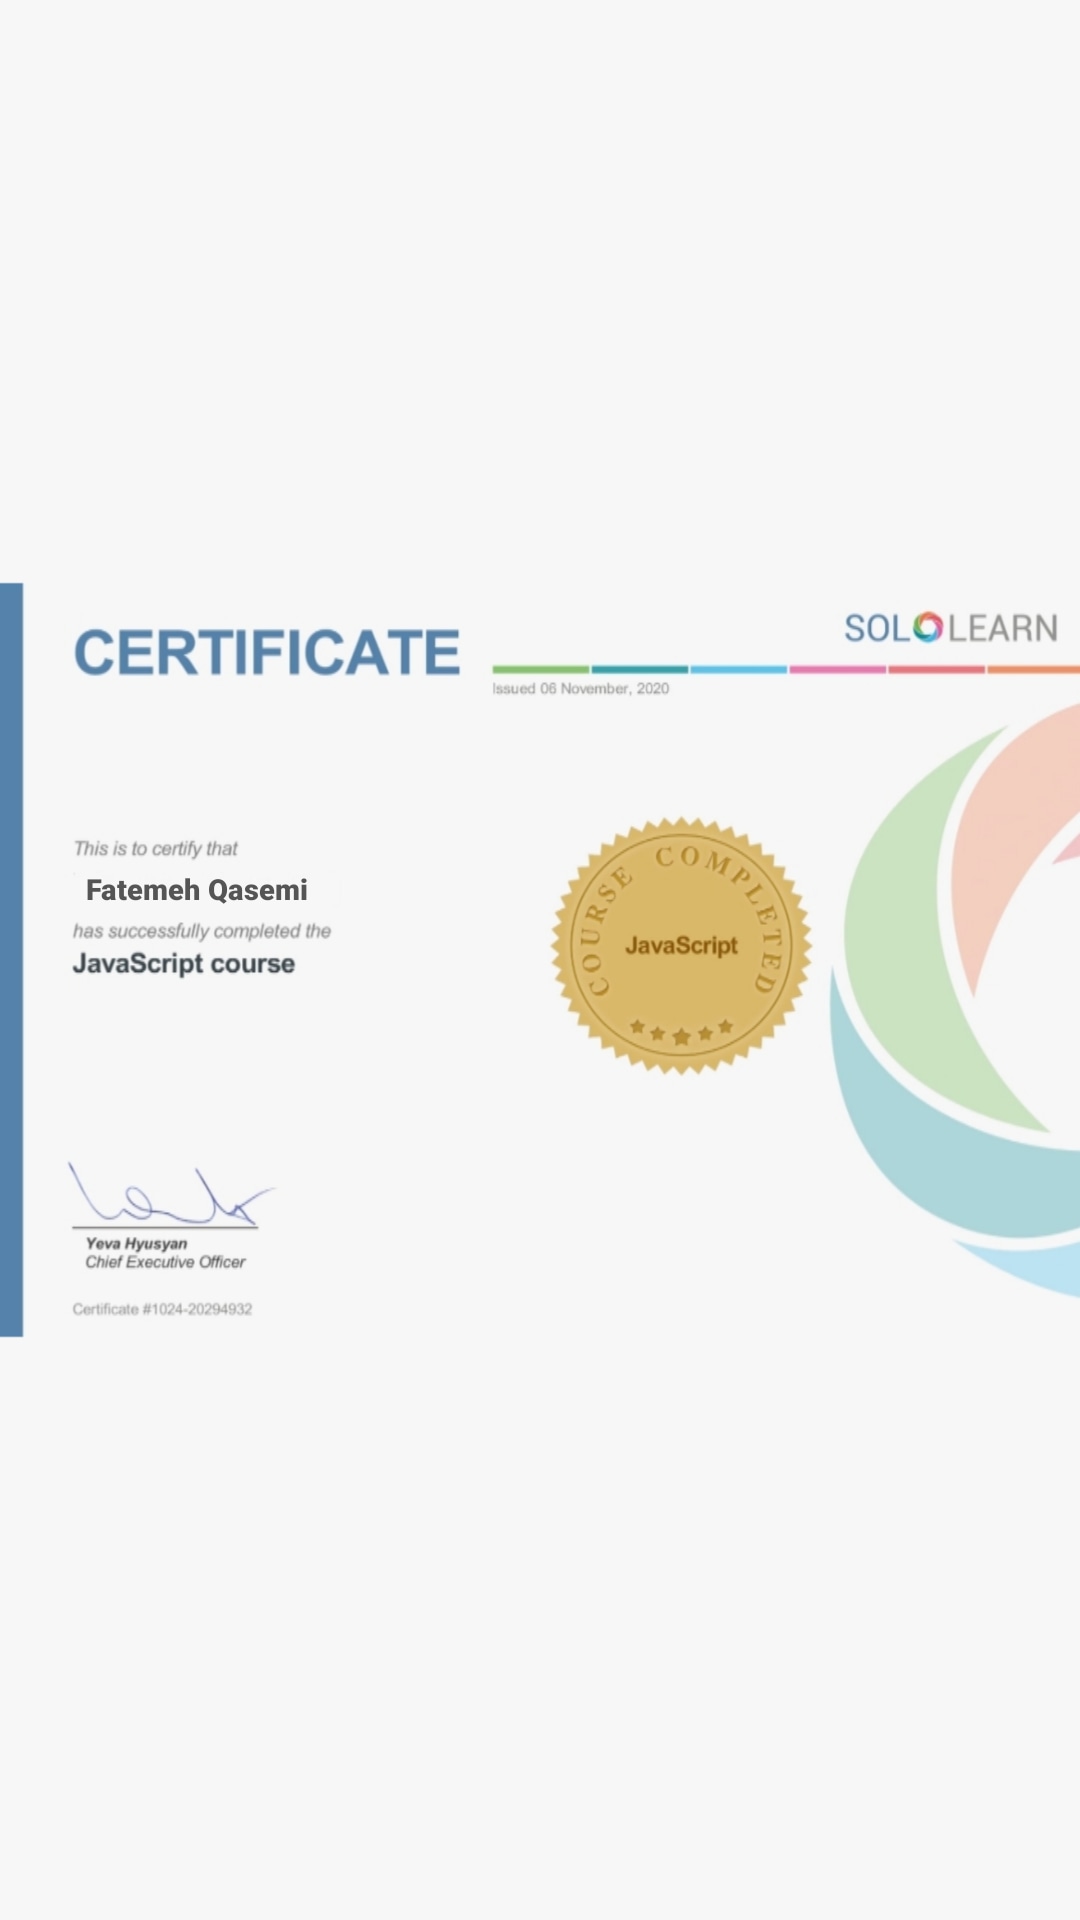 CERTIFICATE
SOLOLEARN
Issued 06 November, 2020
This is to certify that
Fatemeh Qasemi
has successfully completed the
JavaScript course
COURSE COMPLETED
JavaScript
Yeva Hyusyan
Chief Executive Officer
Certificate #1024-20294932